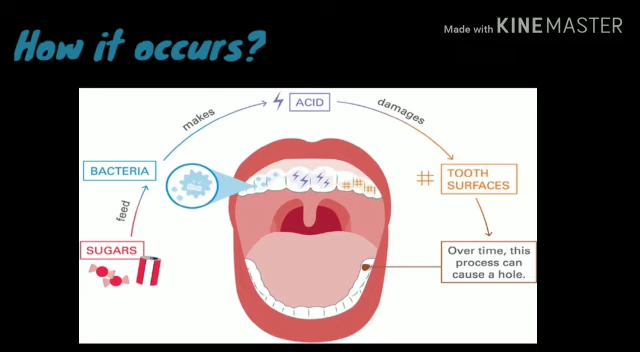 How it occurs?
Made with KINEMASTER
makes
ACID
damages
BACTERIA
TOOTH
SURFACES
feed
SUGARS
Over time, this
process can
cause a hole.